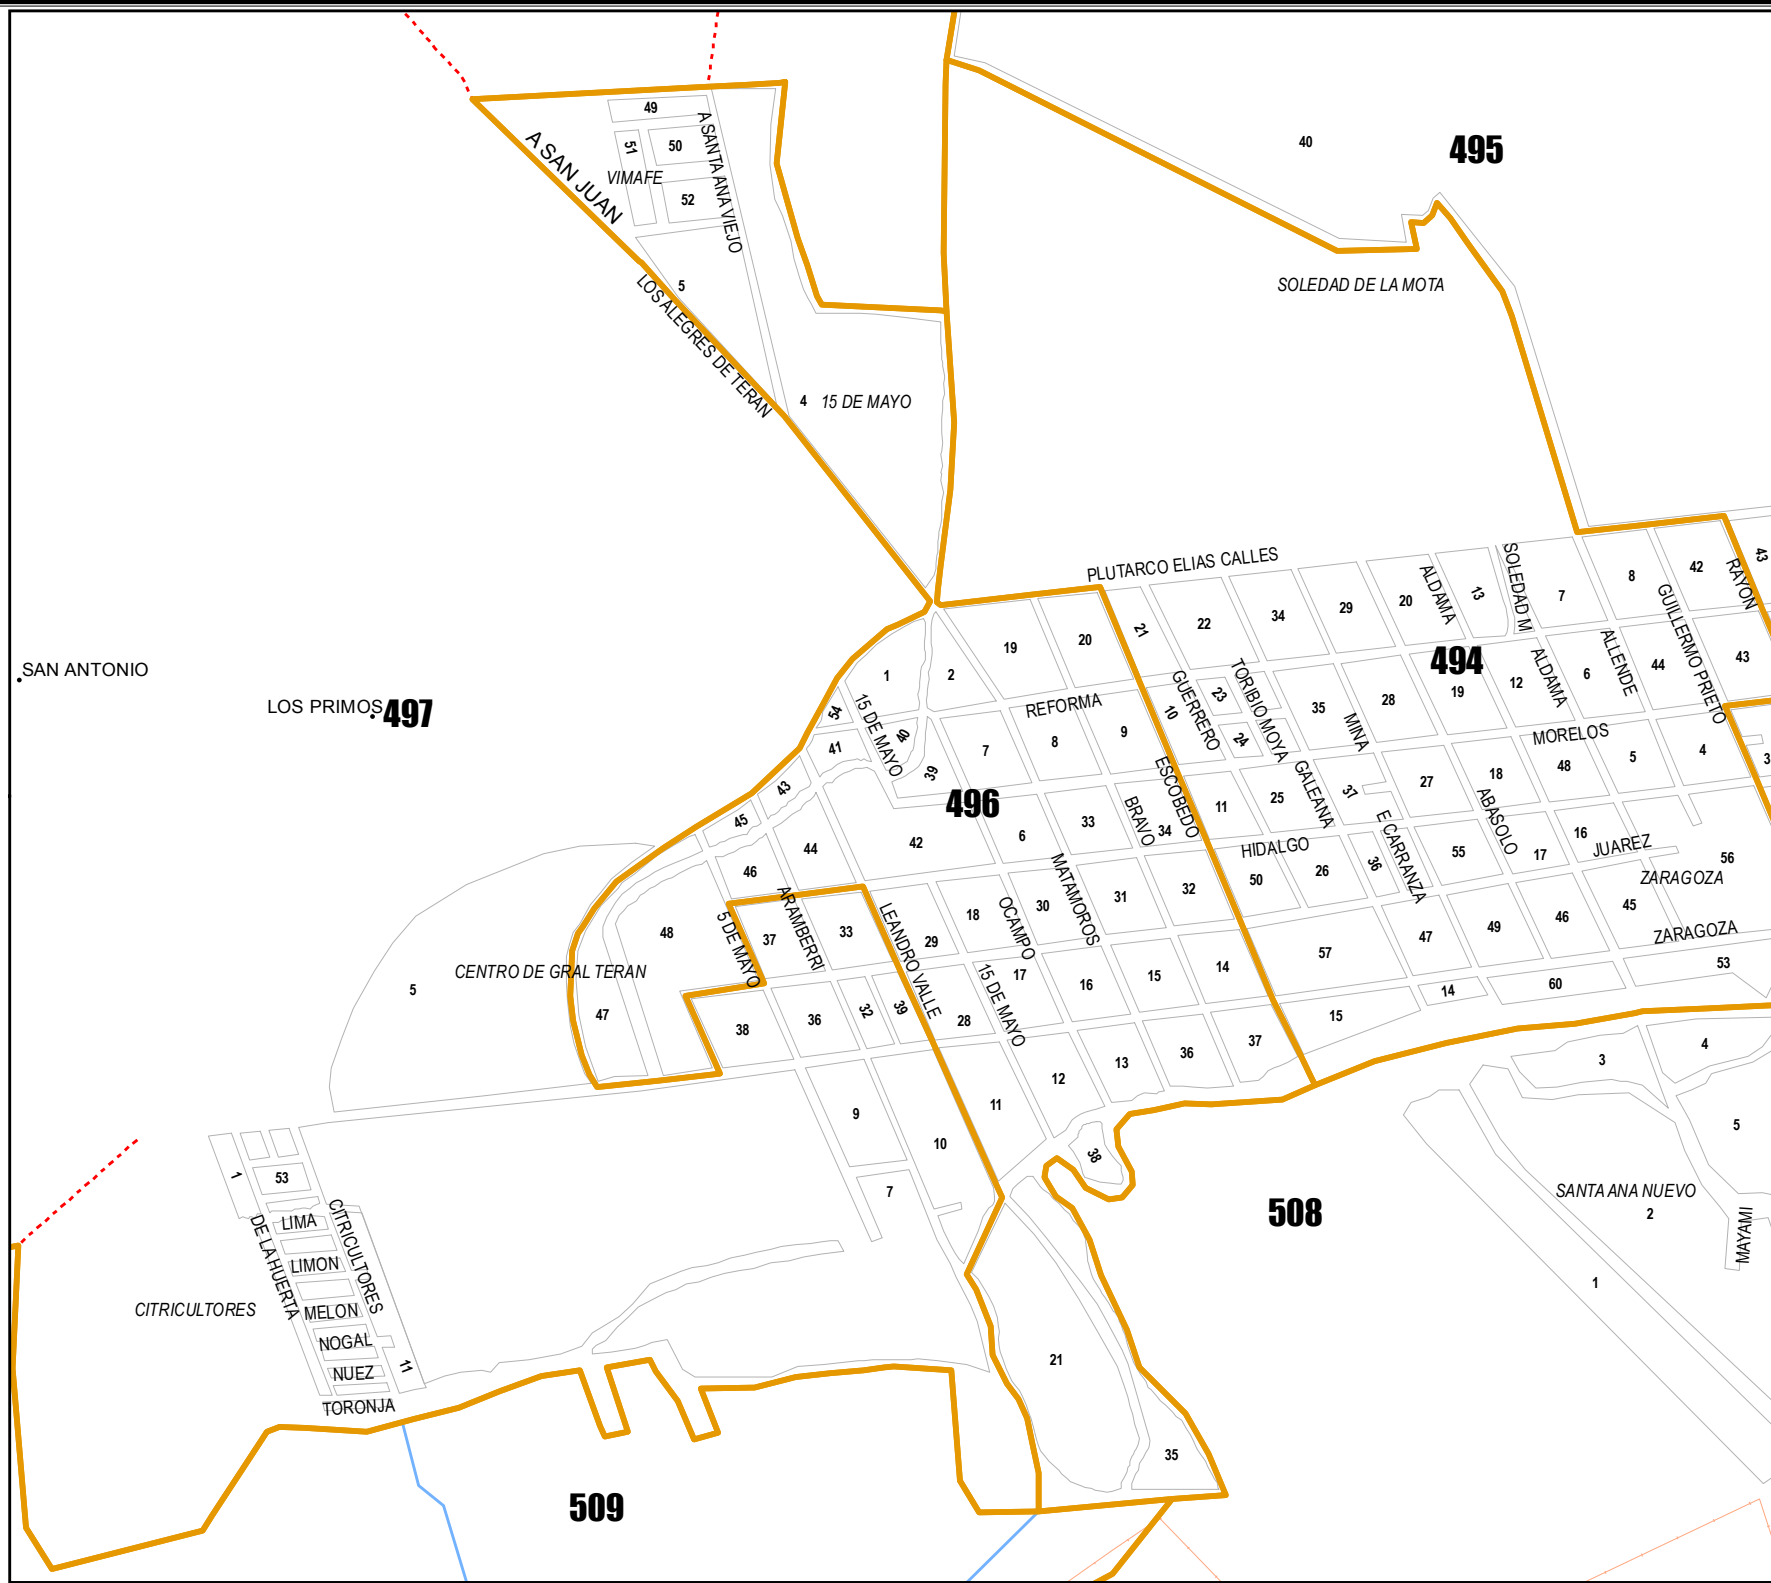 49
A SAN JUAN
51
50
A SANTA ANA VIEJO
40
495
VIMAFE
52
5
LOS ALEGRES DE TERAN
SOLEDAD DE LA MOTA
4
15 DE MAYO
PLUTARCO ELIAS CALLES
SOLEDAD M
8
42
43
RAYON
ALDAMA
13
7
GUILLERMO PRIETO
19
20
21
22
34
29
20
SAN ANTONIO
LOS PRIMOS
497
1
2
494
43
54
15 DE MAYO
40
REFORMA
GUERRERO
10
23
TORIBIO MOYA
35
28
19
12
ALDAMA
6
ALLENDE
44
41
39
7
8
9
24
MINA
MORELOS
43
45
496
ESCOBEDO
GALEANA
37
27
18
48
5
4
3
44
42
6
33
BRAVO
34
11
25
E CARRANZA
ABASOLO
16
JUAREZ
46
HIDALGO
26
36
55
17
56
ZARAGOZA
ARAMBERRI
48
5 DE MAYO
37
33
LEANDRO VALLE
29
18
OCAMPO
30
MATAMOROS
31
32
50
47
49
46
45
ZARAGOZA
CENTRO DE GRAL TERAN
5
47
38
36
32
39
28
15 DE MAYO
17
16
15
14
57
14
60
53
15
12
13
36
37
3
4
9
10
11
38
5
1
53
7
508
SANTA ANA NUEVO
2
MAYAMI
DE LA HUERTA
LIMA
CITRICULTORES
LIMON
1
CITRICULTORES
MELON
NOGAL
NUEZ
11
TORONJA
21
35
509